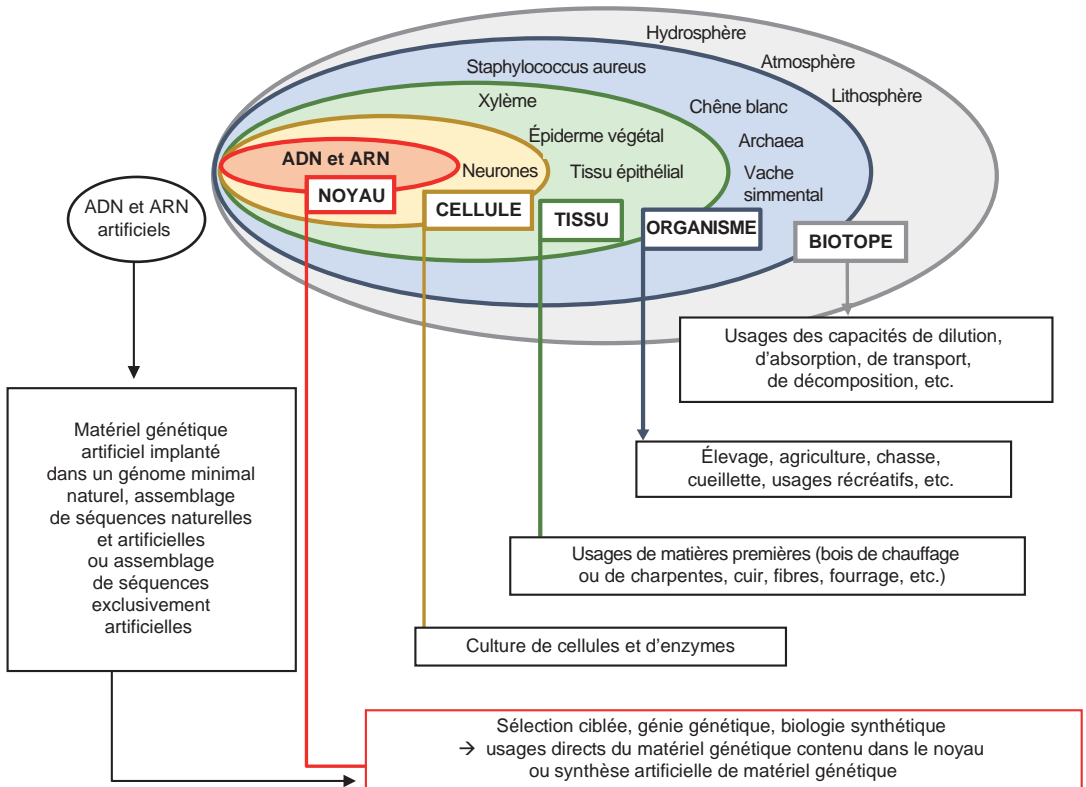 Hydrosphère
Atmosphère
Staphylococcus aureus
Lithosphère
Xylème
Chêne blanc
Épiderme végétal
Archaea
ADN et ARN
Neurones
Tissu épithélial
Vache
simmental
NOYAU
CELLULE
TISSU
ORGANISME
BIOTOPE
ADN et ARN
artificiels
Usages des capacités de dilution,
d'absorption, de transport,
de décomposition, etc.
Matériel génétique
artificiel implanté
dans un génome minimal
naturel, assemblage
de séquences naturelles
et artificielles
ou assemblage
de séquences
exclusivement
artificielles
Élevage, agriculture, chasse,
cueillette, usages récréatifs, etc.
Usages de matières premières (bois de chauffage
ou de charpentes, cuir, fibres, fourrage, etc.)
Culture de cellules et d'enzymes
Sélection ciblée, génie génétique, biologie synthétique
→ usages directs du matériel génétique contenu dans le noyau
ou synthèse artificielle de matériel génétique